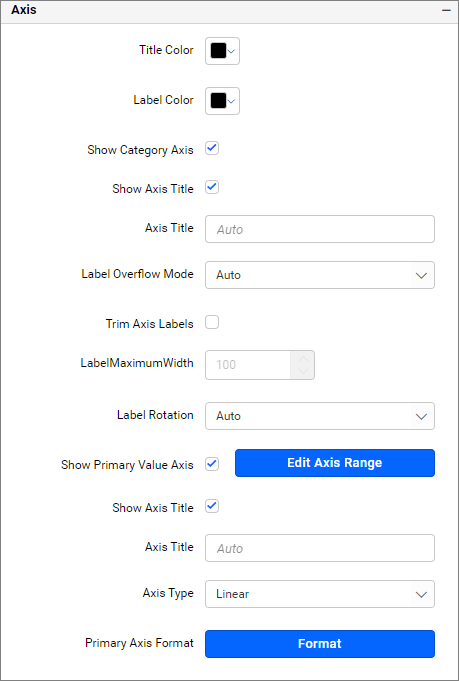 Axis
Title Color
Label Color
Show Category Axis
Show Axis Title
Axis Title Auto
Label Overflow Mode Auto
Trim Axis Labels
LabelMaximumWidth 100
Label Rotation Auto
Show Primary Value Axis Edit Axis Range
Show Axis Title
Axis Title Auto
Axis Type Linear
Primary Axis Format Format